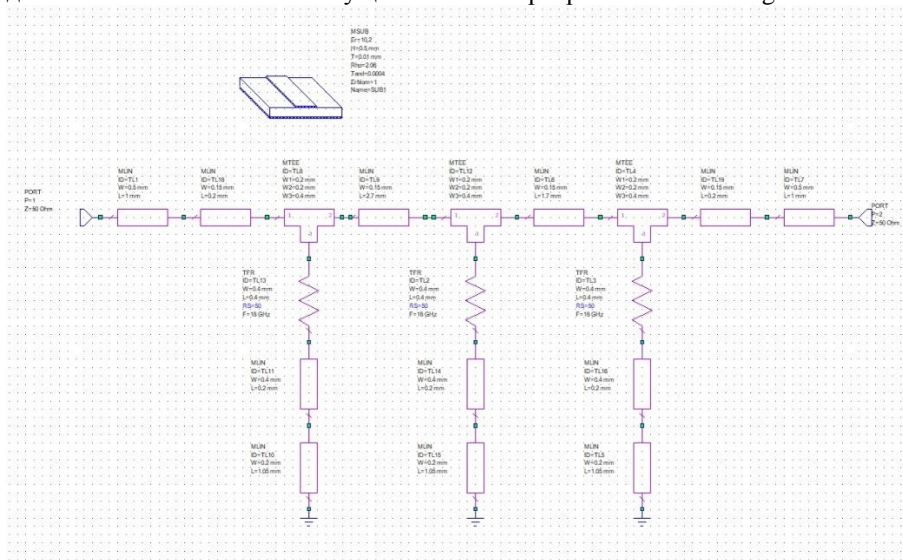 MSUB
Er=10,2
H=0.5 mm
T=0.01 mm
Rho=2.06
Tand=0.0004
ErNom=1
Name=SUB1
PORT
P=1
Z=50 Ohm
MLIN
ID=TL1
W=0.5 mm
L=1 mm
MLIN
ID=TL18
W=0.15 mm
L=0.2 mm
MTEE
ID=TL8
W1=0.2 mm
W2=0.2 mm
W3=0.4 mm
1
2
3
MLIN
ID=TL9
W=0.15 mm
L=2.7 mm
MTEE
ID=TL12
W1=0.2 mm
W2=0.2 mm
W3=0.4 mm
1
2
3
MLIN
ID=TL6
W=0.15 mm
L=1.7 mm
MTEE
ID=TL4
W1=0.2 mm
W2=0.2 mm
W3=0.4 mm
1
2
3
MLIN
ID=TL19
W=0.15 mm
L=0.2 mm
MLIN
ID=TL7
W=0.5 mm
L=1 mm
PORT
P=2
Z=50 Ohm
TFR
ID=TL13
W=0.4 mm
L=0.4 mm
RS=50
F=18 GHz
TFR
ID=TL2
W=0.4 mm
L=0.4 mm
RS=50
F=18 GHz
TFR
ID=TL3
W=0.4 mm
L=0.4 mm
RS=50
F=18 GHz
MLIN
ID=TL11
W=0.4 mm
L=0.2 mm
MLIN
ID=TL14
W=0.4 mm
L=0.2 mm
MLIN
ID=TL16
W=0.4 mm
L=0.2 mm
MLIN
ID=TL10
W=0.2 mm
L=1.05 mm
MLIN
ID=TL15
W=0.2 mm
L=1.05 mm
MLIN
ID=TL5
W=0.2 mm
L=1.05 mm